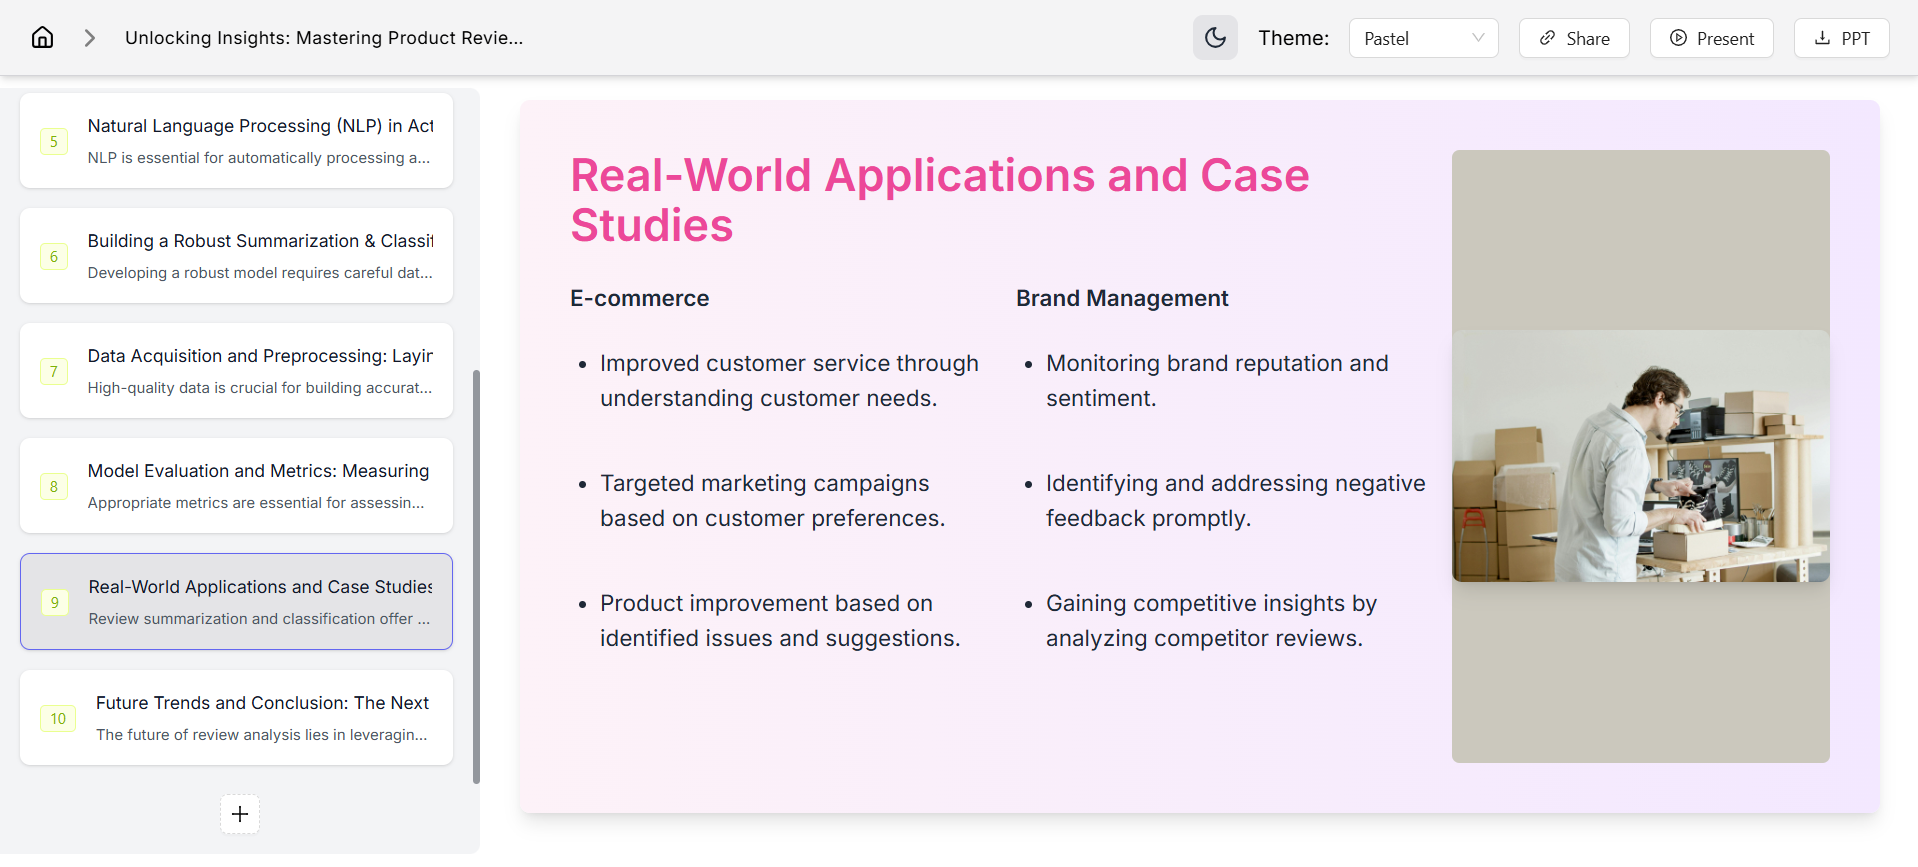 Unlocking Insights: Mastering Product Revie...
Theme:
Pastel
Share
Present
PPT
5
Natural Language Processing (NLP) in Act
NLP is essential for automatically processing a...
6
Building a Robust Summarization & Classif
Developing a robust model requires careful dat...
7
Data Acquisition and Preprocessing: Layin
High-quality data is crucial for building accurat...
8
Model Evaluation and Metrics: Measuring
Appropriate metrics are essential for assessin...
9
Real-World Applications and Case Studies
Review summarization and classification offer ...
10
Future Trends and Conclusion: The Next
The future of review analysis lies in leveragin...
Real-World Applications and Case
Studies
E-commerce
• Improved customer service through
understanding customer needs.
• Targeted marketing campaigns
based on customer preferences.
• Product improvement based on
identified issues and suggestions.
Brand Management
• Monitoring brand reputation and
sentiment.
• Identifying and addressing negative
feedback promptly.
• Gaining competitive insights by
analyzing competitor reviews.